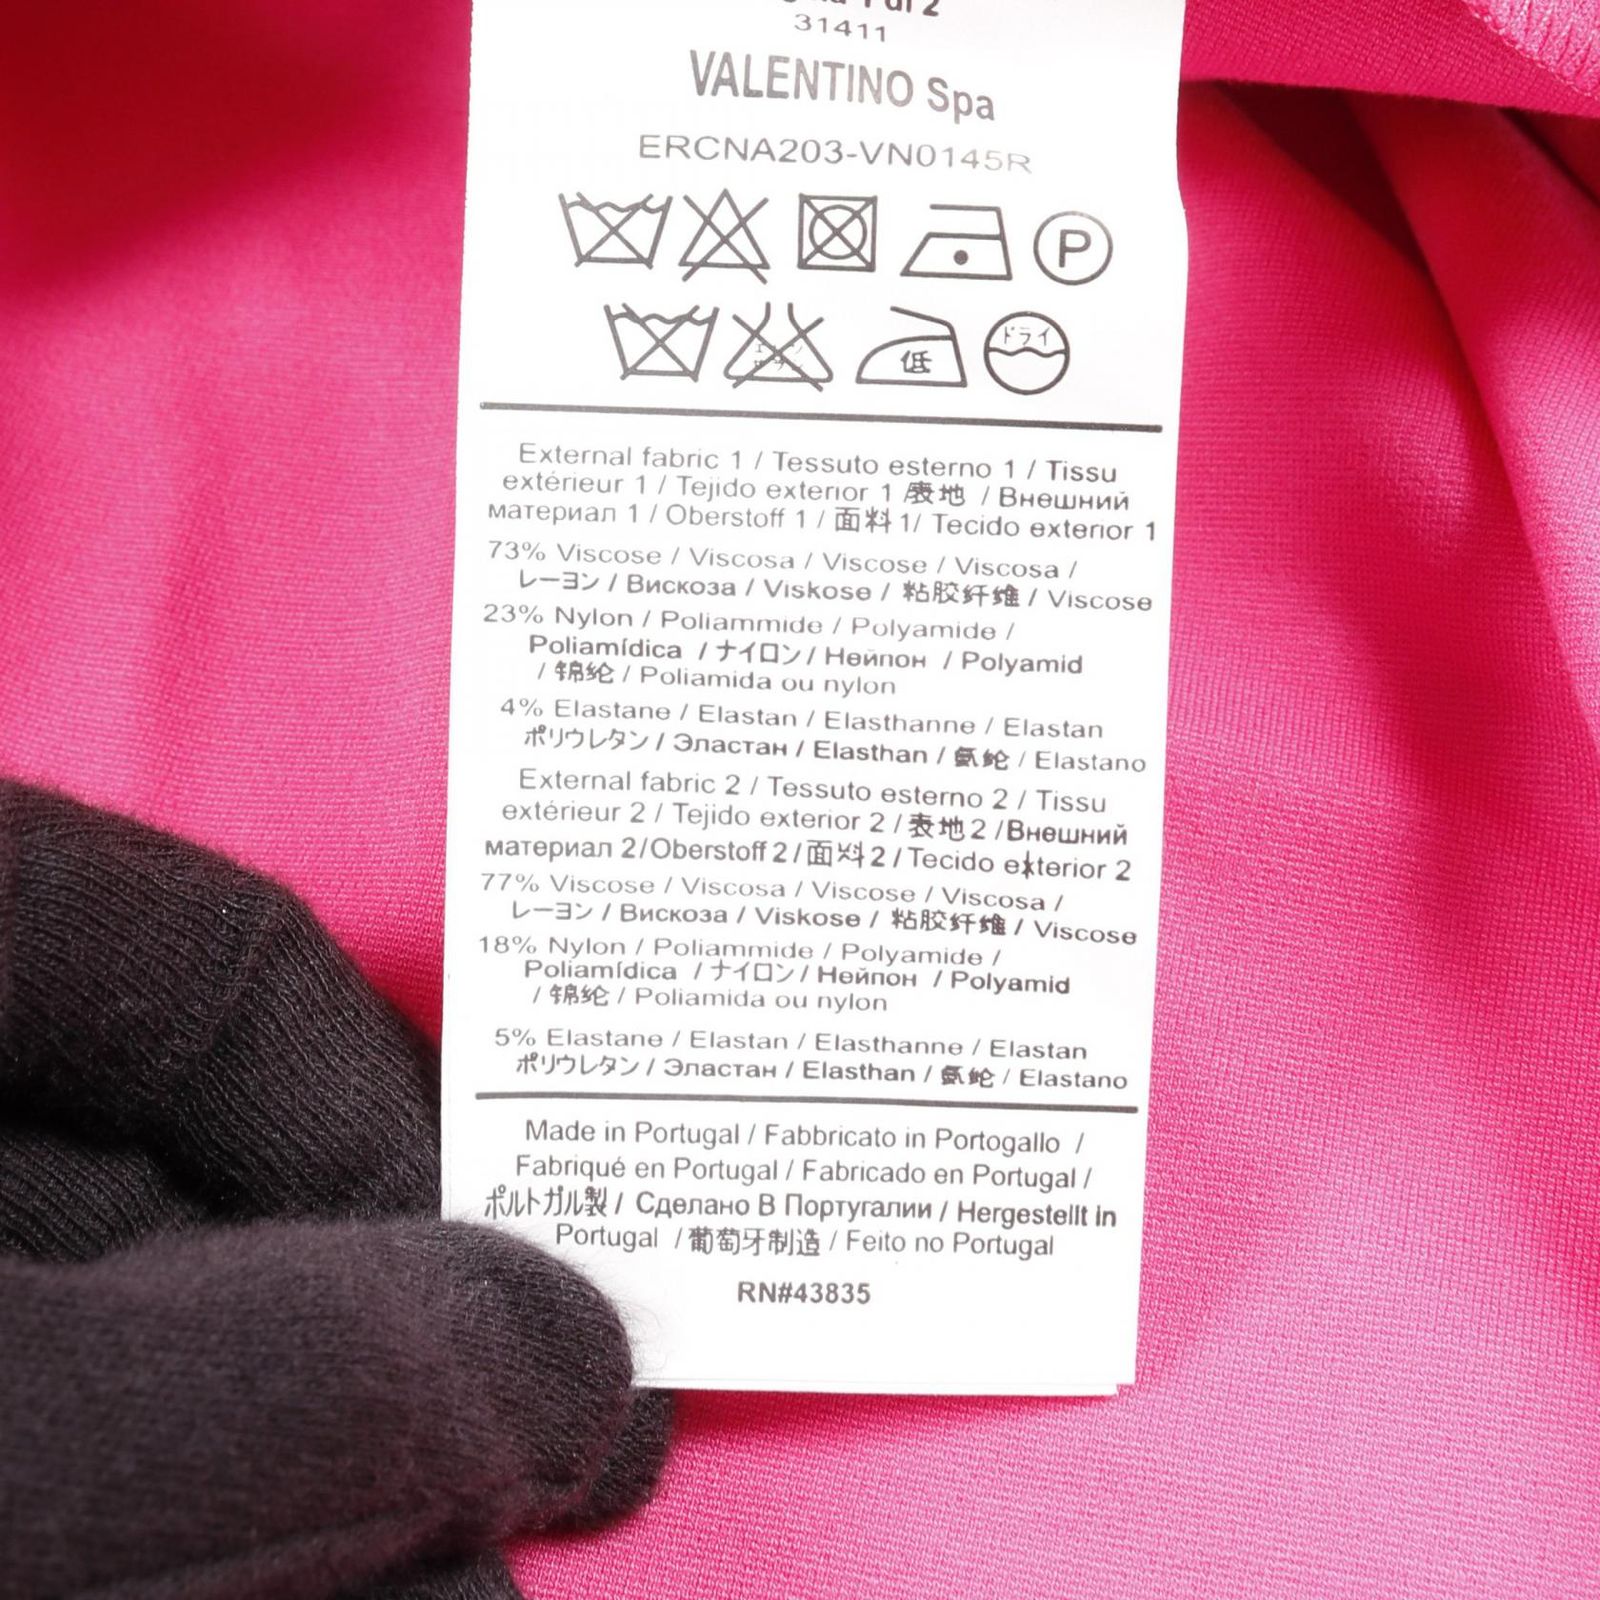 1 di 2
31411
VALENTINO Spa
ERCNA203-VN0145R
P
ドライ
低
External fabric 1 / Tessuto esterno 1 / Tissu
extérieur 1 / Tejido exterior 1 /表地 / Внешний
материал 1 / Oberstoff 1 / 面料 1/ Tecido exterior 1
73% Viscose / Viscosa / Viscose / Viscosa /
レーヨン / Вискоза / Viskose / 粘胶纤维 / Viscose
23% Nylon / Poliammide / Polyamide /
Poliamídica / ナイロン / Нейпон / Polyamid
/ 锦纶 / Poliamida ou nylon
4% Elastane / Elastan / Elasthanne / Elastan
ポリウレタン / Эластан / Elasthan / 氨纶 / Elastano
External fabric 2 / Tessuto esterno 2 / Tissu
extérieur 2 / Tejido exterior 2 / 表地 2 /Внешний
материал 2/Oberstoff 2 / 面料 2 / Tecido exterior 2
77% Viscose / Viscosa / Viscose / Viscosa /
レーヨン / Вискоза / Viskose / 粘胶纤维 / Viscose
18% Nylon / Poliammide / Polyamide /
Poliamídica / ナイロン / Нейпон / Polyamid
/ 锦纶 / Poliamida ou nylon
5% Elastane / Elastan / Elasthanne / Elastan
ポリウレタン / Эластан / Elasthan / 氨纶 / Elastano
Made in Portugal / Fabbricato in Portogallo /
Fabriqué en Portugal / Fabricado en Portugal /
ポルトガル製 / Сделано В Португалии / Hergestellt in
Portugal / 葡萄牙制造 / Feito no Portugal
RN#43835